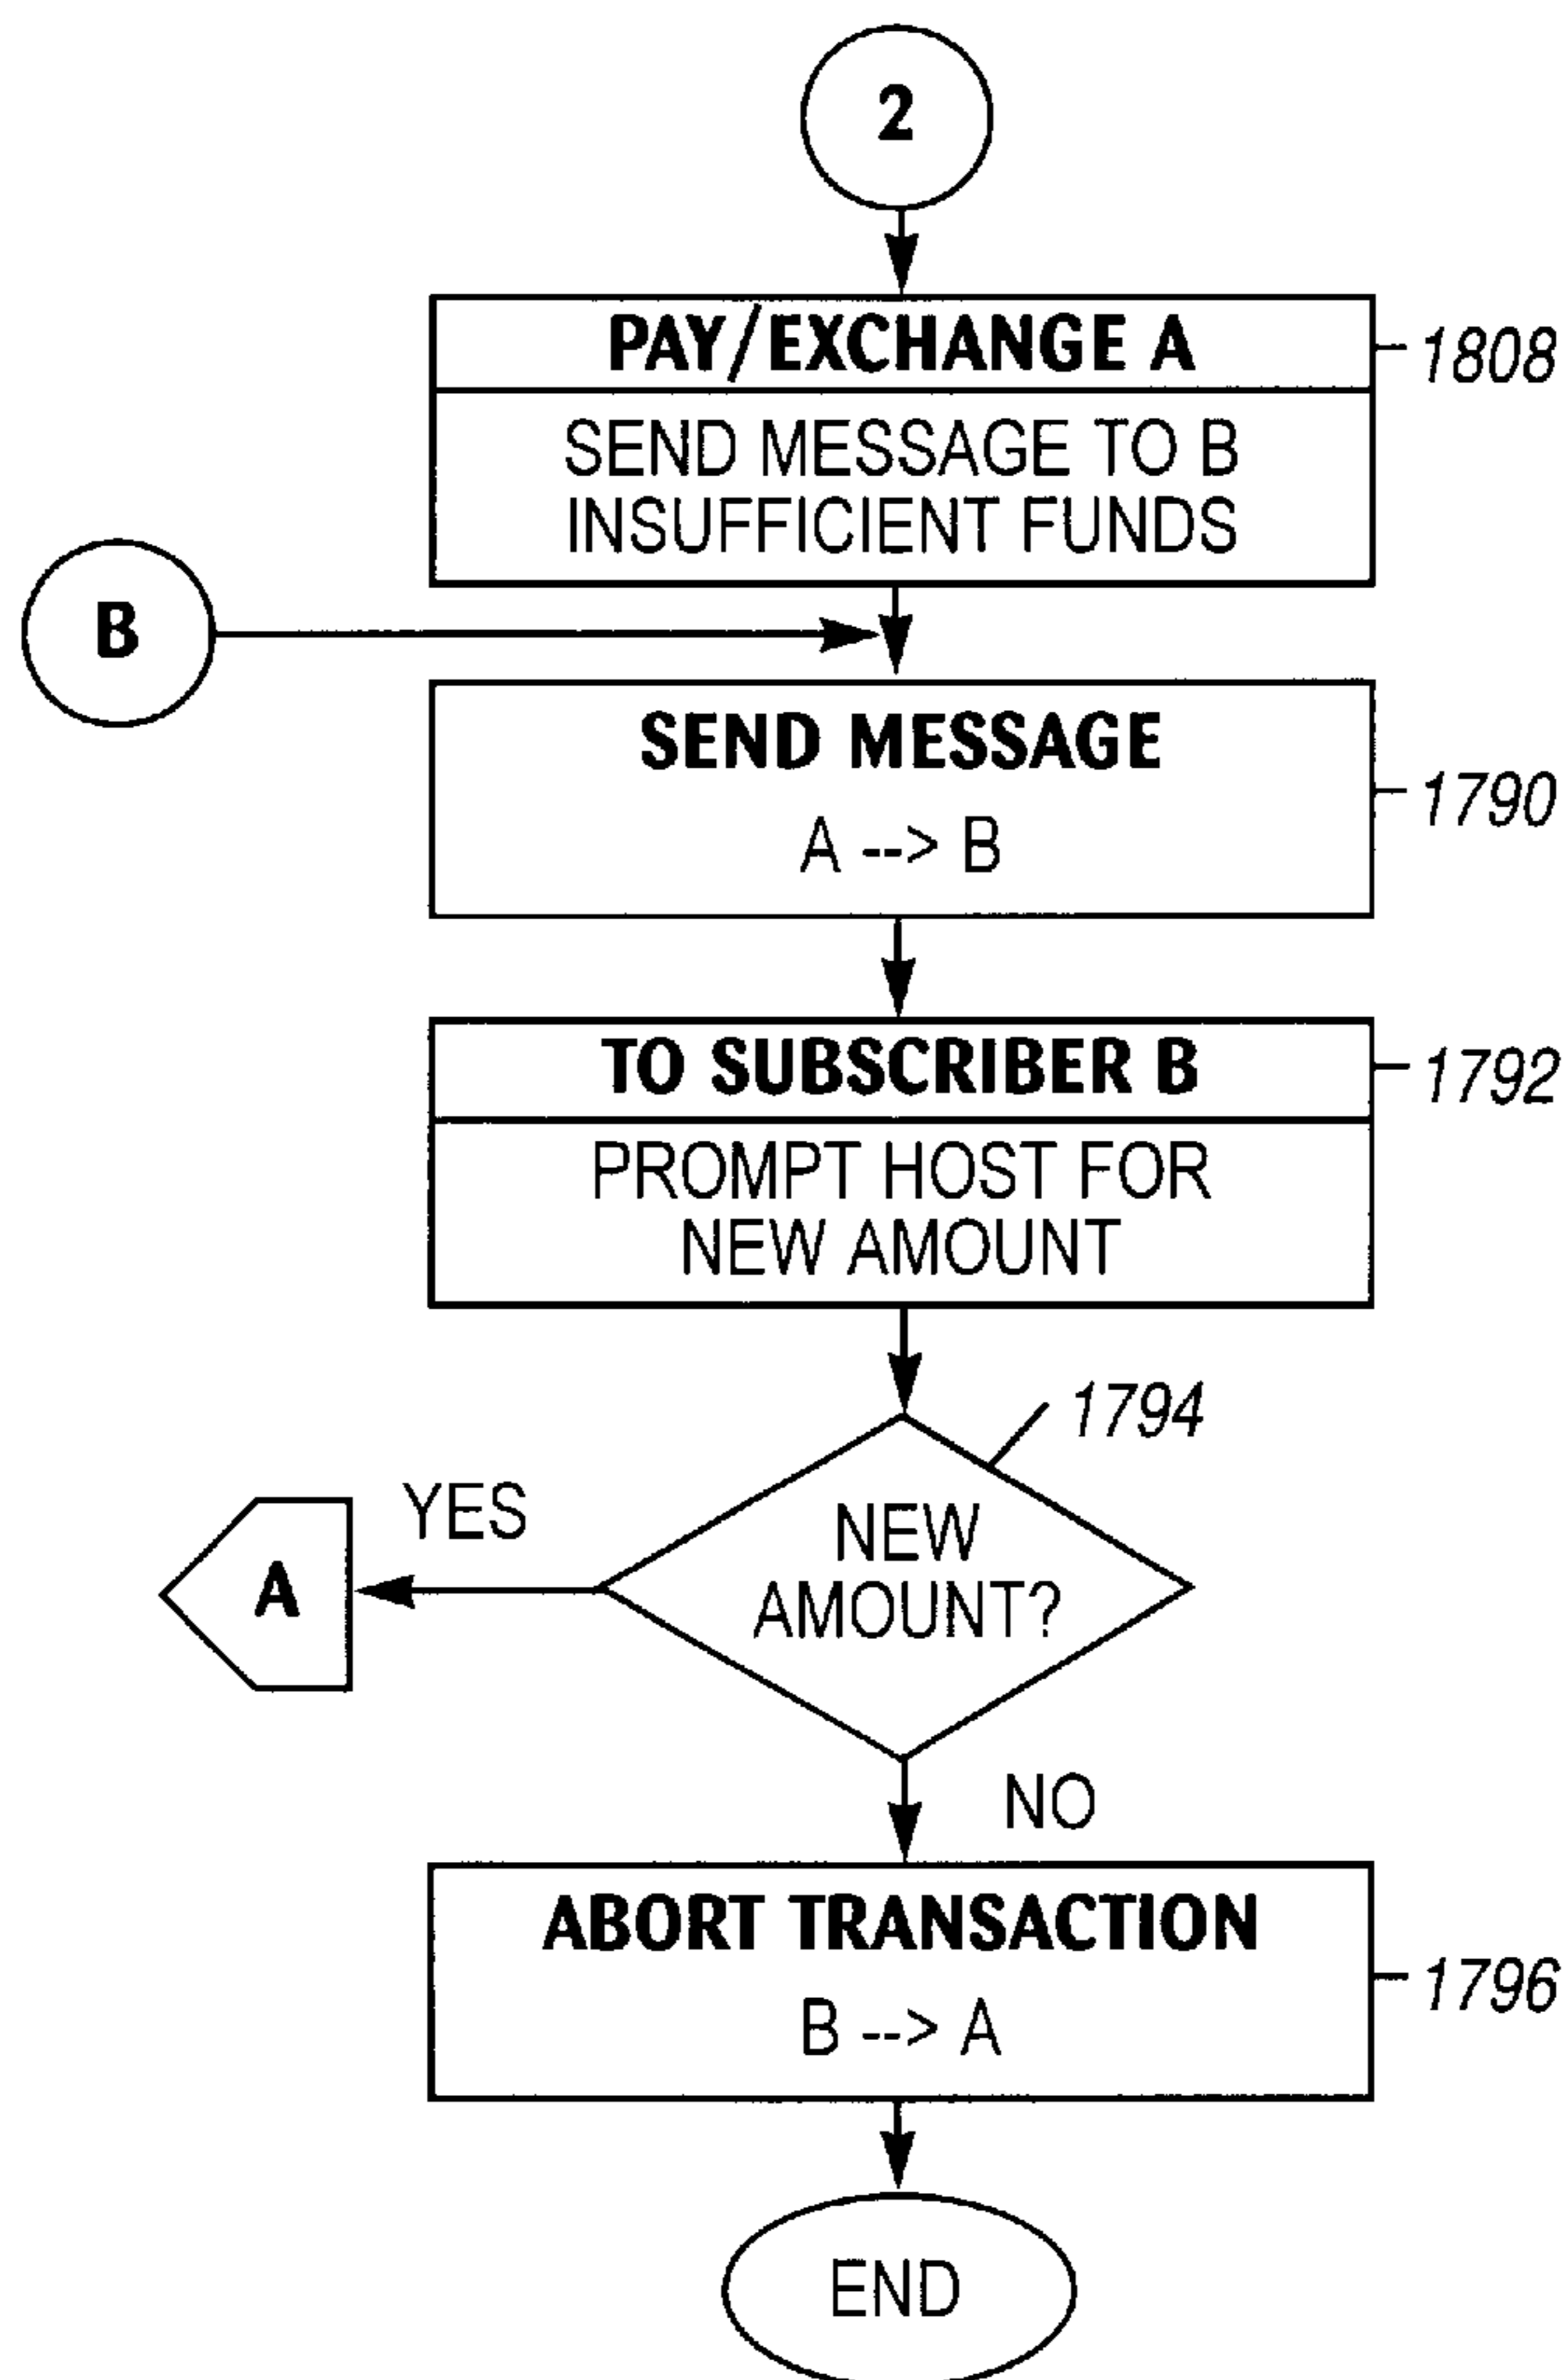 2
PAY/EXCHANGE A
1808
SEND MESSAGE TO B
INSUFFICIENT FUNDS
B
SEND MESSAGE
1790
A --> B
TO SUBSCRIBER B
1792
PROMPT HOST FOR
NEW AMOUNT
1794
YES
NEW
AMOUNT?
A
NO
ABORT TRANSACTION
1796
B --> A
END